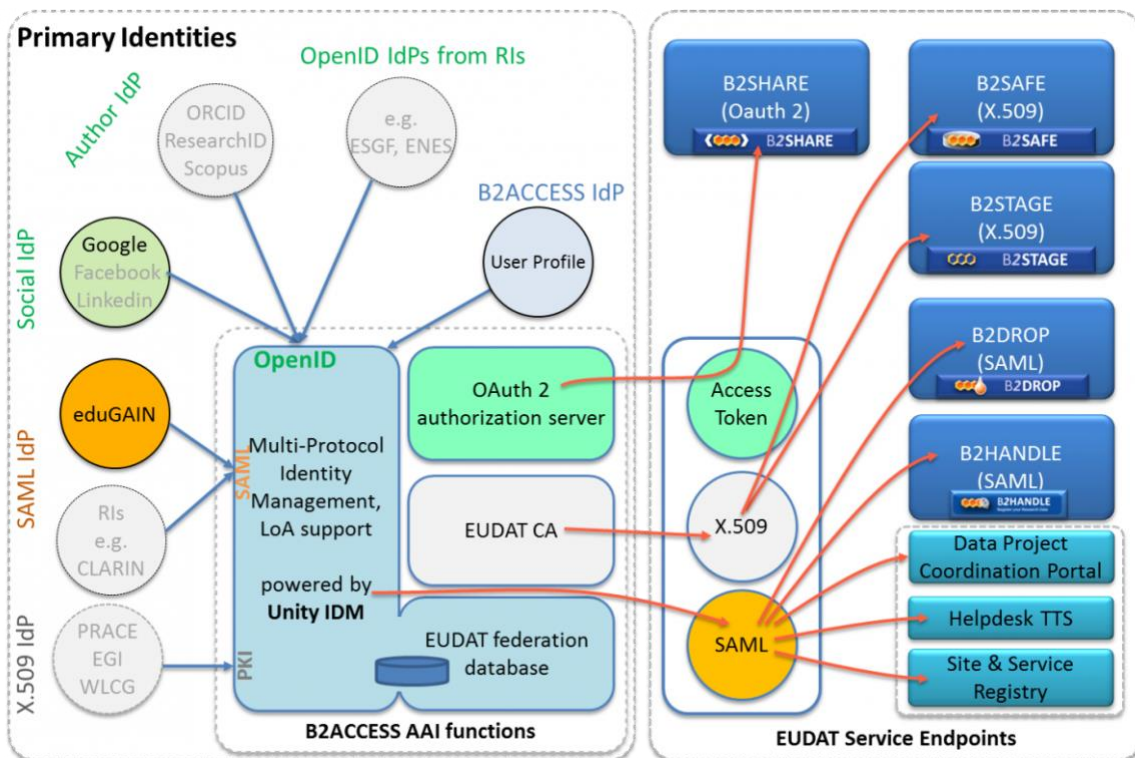 Primary Identities
Author IdP
OpenID IdPs from RIs
ORCID
ResearchID
Scopus
e.g.
ESGF, ENES
B2ACCESS IdP
Social IdP
Google
Facebook
Linkedin
User Profile
SAML IdP
eduGAIN
RIs
e.g.
CLARIN
X.509 IdP
PRACE
EGI
WLCG
OpenID
SAML
PKI
Multi-Protocol
Identity
Management,
LoA support
powered by
Unity IDM
OAuth 2
authorization server
EUDAT CA
EUDAT federation
database
B2ACCESS AAI functions
Access
Token
X.509
SAML
B2SHARE
(Oauth 2)
B2SHARE
B2SAFE
(X.509)
B2SAFE
B2STAGE
(X.509)
B2STAGE
B2DROP
(SAML)
B2DROP
B2HANDLE
(SAML)
B2HANDLE
Register your Research Data
Data Project
Coordination Portal
Helpdesk TTS
Site & Service
Registry
EUDAT Service Endpoints